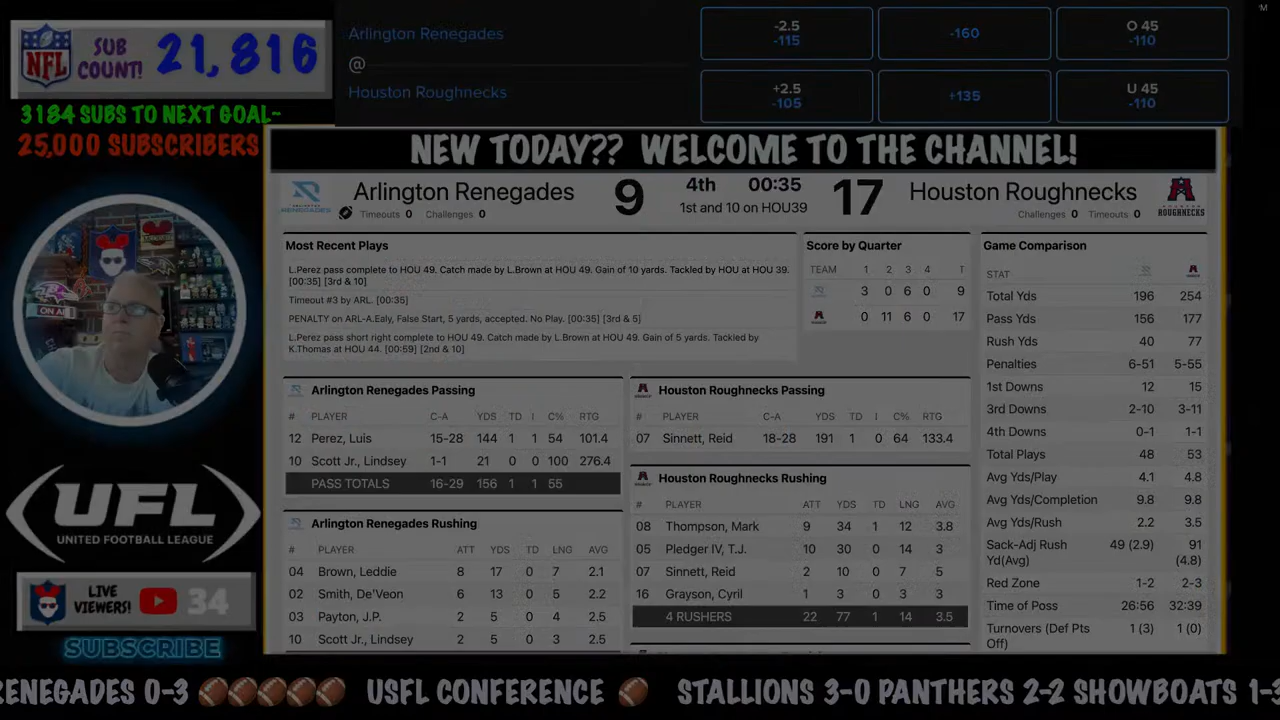 NFL
SUB COUNT! 21,816
3184 SUBS TO NEXT GOAL~
25,000 SUBSCRIBERS
Arlington Renegades
@
Houston Roughnecks
-2.5 -160 O 45
-115 -110
+2.5 +135 U 45
-105 -110
NEW TODAY?? WELCOME TO THE CHANNEL!
Arlington Renegades 9 4th 00:35 17 Houston Roughnecks
Timeouts 0 Challenges 0 1st and 10 on HOU39 Challenges 0 Timeouts 0
RENEGADES
ROUGHNECKS
Most Recent Plays
L.Perez pass complete to HOU 49. Catch made by L.Brown at HOU 49. Gain of 10 yards. Tackled by HOU at HOU 39.
[00:35] [3rd & 10]
Timeout #3 by ARL. [00:35]
PENALTY on ARL-A.Ealy, False Start, 5 yards, accepted. No Play. [00:35] [3rd & 5]
L.Perez pass short right complete to HOU 49. Catch made by L.Brown at HOU 49. Gain of 5 yards. Tackled by
K.Thomas at HOU 44. [00:59] [2nd & 10]
Score by Quarter
TEAM 1 2 3 4 T
3 0 6 0 9
0 11 6 0 17
Game Comparison
STAT
Total Yds 196 254
Pass Yds 156 177
Rush Yds 40 77
Penalties 6-51 5-55
1st Downs 12 15
3rd Downs 2-10 3-11
4th Downs 0-1 1-1
Total Plays 48 53
Avg Yds/Play 4.1 4.8
Avg Yds/Completion 9.8 9.8
Avg Yds/Rush 2.2 3.5
Sack-Adj Rush 49 (2.9) 91
Yd(Avg) (4.8)
Red Zone 1-2 2-3
Time of Poss 26:56 32:39
Turnovers (Def Pts 1 (3) 1 (0)
Off)
Arlington Renegades Passing
# PLAYER C-A YDS TD I C% RTG
12 Perez, Luis 15-28 144 1 1 54 101.4
10 Scott Jr., Lindsey 1-1 21 0 0 100 276.4
PASS TOTALS 16-29 156 1 1 55
Arlington Renegades Rushing
# PLAYER ATT YDS TD LNG AVG
04 Brown, Leddie 8 17 0 7 2.1
02 Smith, De'Veon 6 13 0 5 2.2
03 Payton, J.P. 2 5 0 4 2.5
10 Scott Jr., Lindsey 2 5 0 3 2.5
Houston Roughnecks Passing
# PLAYER C-A YDS TD I C% RTG
07 Sinnett, Reid 18-28 191 1 0 64 133.4
Houston Roughnecks Rushing
# PLAYER ATT YDS TD LNG AVG
08 Thompson, Mark 9 34 1 12 3.8
05 Pledger IV, T.J. 10 30 0 14 3
07 Sinnett, Reid 2 10 0 7 5
16 Grayson, Cyril 1 3 0 3 3
4 RUSHERS 22 77 1 14 3.5
UFL
UNITED FOOTBALL LEAGUE
LIVE VIEWERS! 34
SUBSCRIBE
RENEGADES 0-3 USFL CONFERENCE STALLIONS 3-0 PANTHERS 2-2 SHOWBOATS 1-3